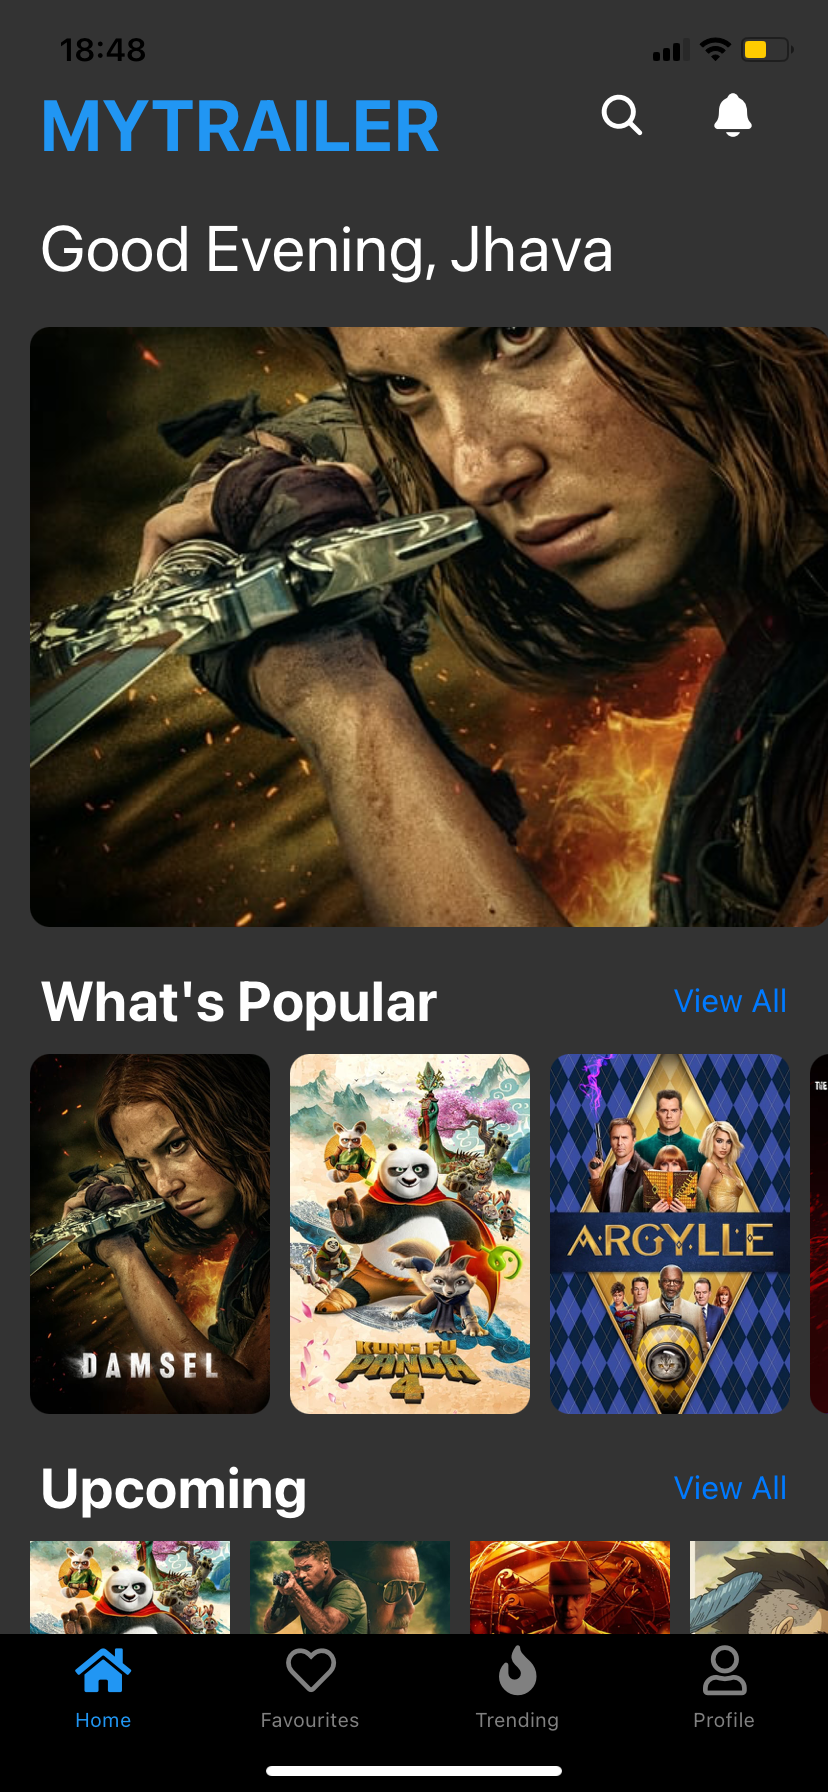 18:48
MYTRAILER
Good Evening, Jhava
What's Popular
View All
DAMSEL
KUNG FU
PANDA
4
ARGYLLE
THE
Upcoming
View All
Home
Favourites
Trending
Profile